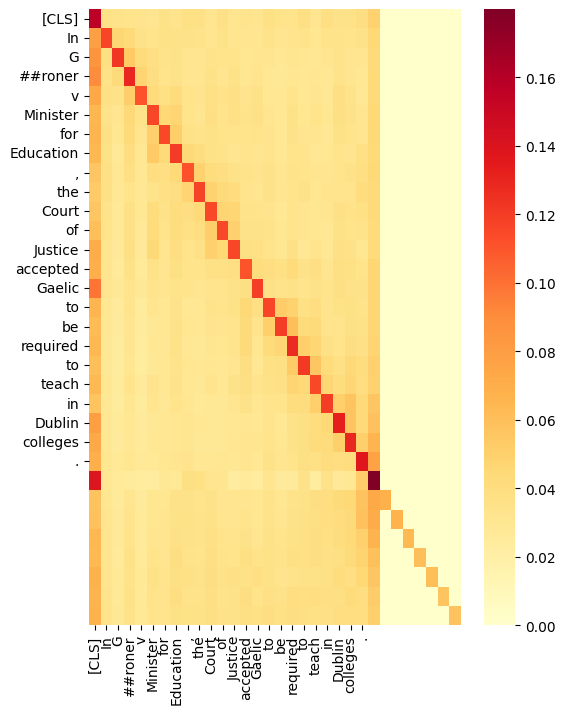 [CLS]
In
G
##roner
v
Minister
for
Education
,
the
Court
of
Justice
accepted
Gaelic
to
be
required
to
teach
in
Dublin
colleges
.
[CLS]
In
G
##roner
v
Minister
for
Education
,
the
Court
of
Justice
accepted
Gaelic
to
be
required
to
teach
in
Dublin
colleges
.
0.16
0.14
0.12
0.10
0.08
0.06
0.04
0.02
0.00